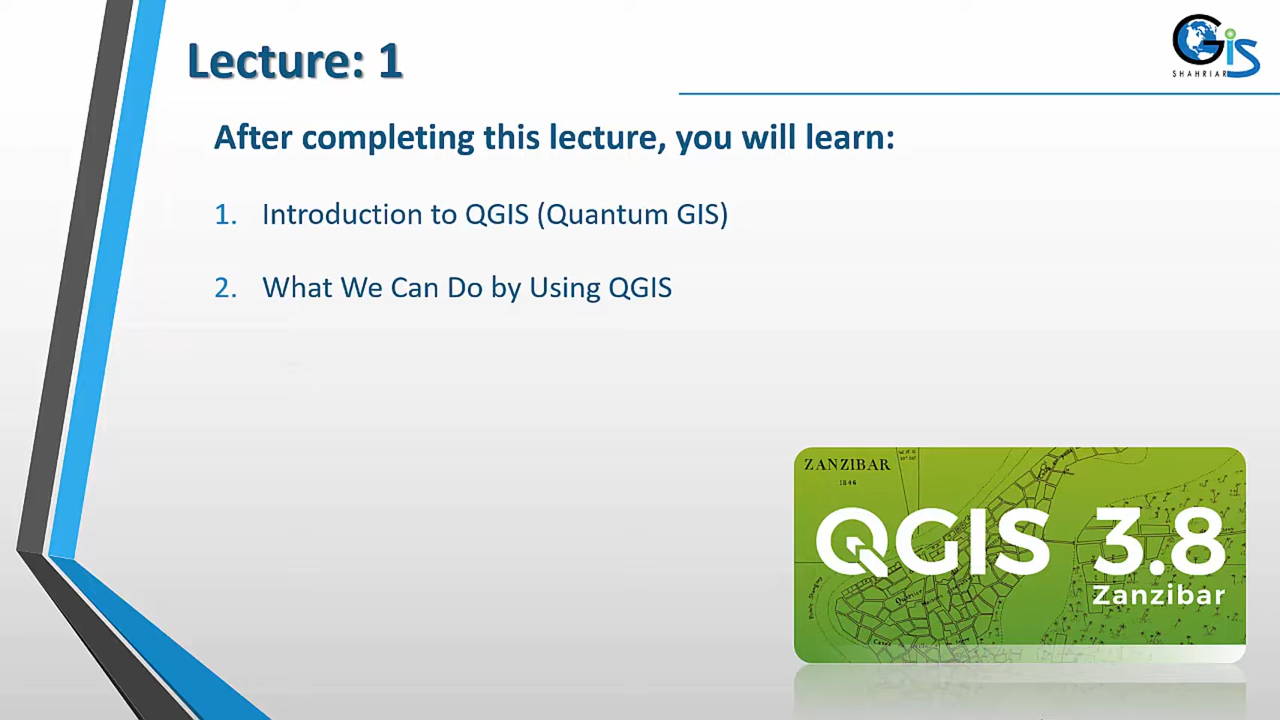 Lecture: 1
GiS
SHAHRIAR
After completing this lecture, you will learn:
1. Introduction to QGIS (Quantum GIS)
2. What We Can Do by Using QGIS
ZANZIBAR
1846
QGIS 3.8
Zanzibar